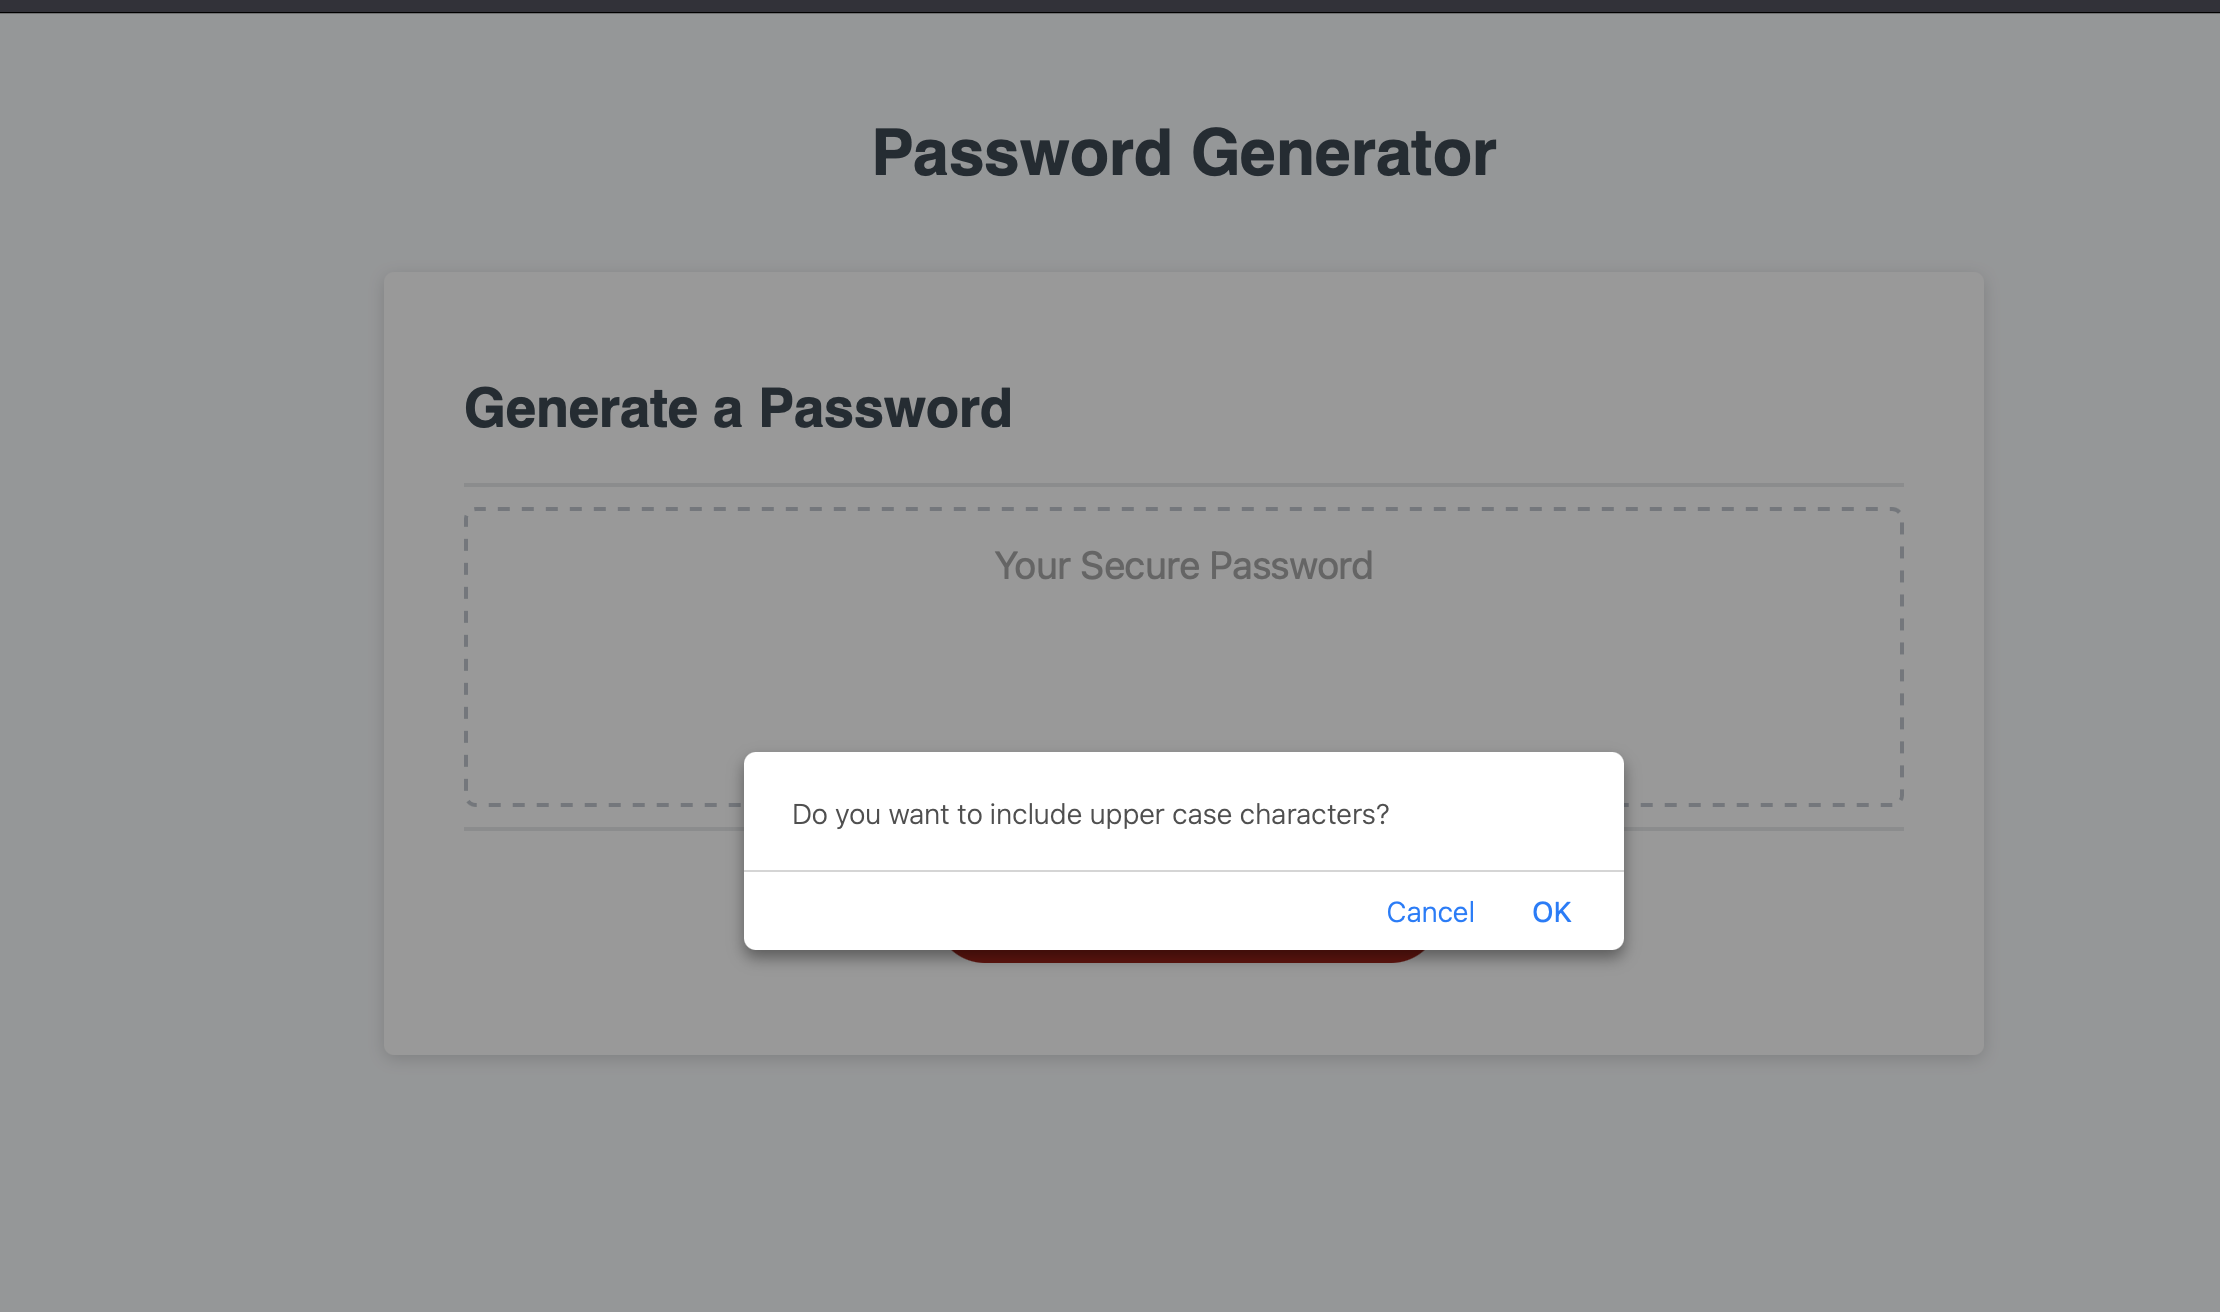 Password Generator
Generate a Password
Your Secure Password
Do you want to include upper case characters?
Cancel OK